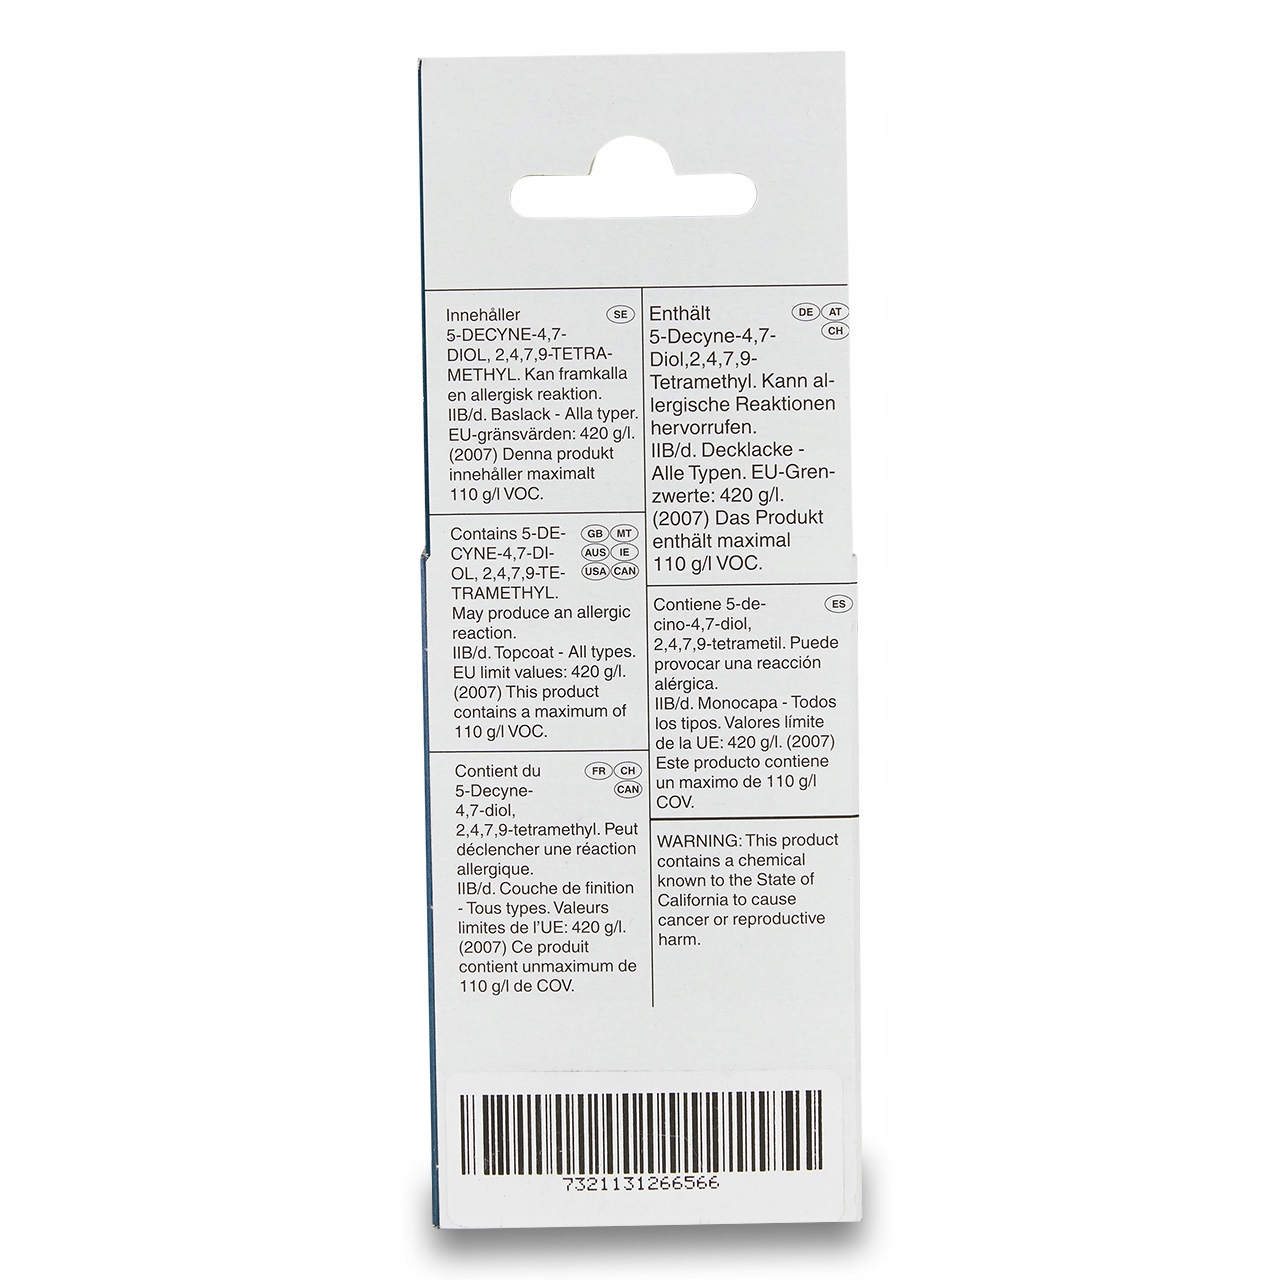 Innehåller SE
5-DECYNE-4,7-
DIOL, 2,4,7,9-TETRA-
METHYL. Kan framkalla
en allergisk reaktion.
IIB/d. Baslack - Alla typer.
EU-gränsvärden: 420 g/l.
(2007) Denna produkt
innehåller maximalt
110 g/l VOC.
Contains 5-DE- GB MT
CYNE-4,7-DI- AUS IE
OL, 2,4,7,9-TE- USA CAN
TRAMETHYL.
May produce an allergic
reaction.
IIB/d. Topcoat - All types.
EU limit values: 420 g/l.
(2007) This product
contains a maximum of
110 g/l VOC.
Contient du FR CH
5-Decyne- CAN
4,7-diol,
2,4,7,9-tetramethyl. Peut
déclencher une réaction
allergique.
IIB/d. Couche de finition
- Tous types. Valeurs
limites de l'UE: 420 g/l.
(2007) Ce produit
contient unmaximum de
110 g/l de COV.
Enthält DE AT
5-Decyne-4,7- CH
Diol,2,4,7,9-
Tetramethyl. Kann al-
lergische Reaktionen
hervorrufen.
IIB/d. Decklacke -
Alle Typen. EU-Gren-
zwerte: 420 g/l.
(2007) Das Produkt
enthält maximal
110 g/l VOC.
Contiene 5-de- ES
cino-4,7-diol,
2,4,7,9-tetrametil. Puede
provocar una reacción
alérgica.
IIB/d. Monocapa - Todos
los tipos. Valores límite
de la UE: 420 g/l. (2007)
Este producto contiene
un maximo de 110 g/l
COV.
WARNING: This product
contains a chemical
known to the State of
California to cause
cancer or reproductive
harm.
7321131266566